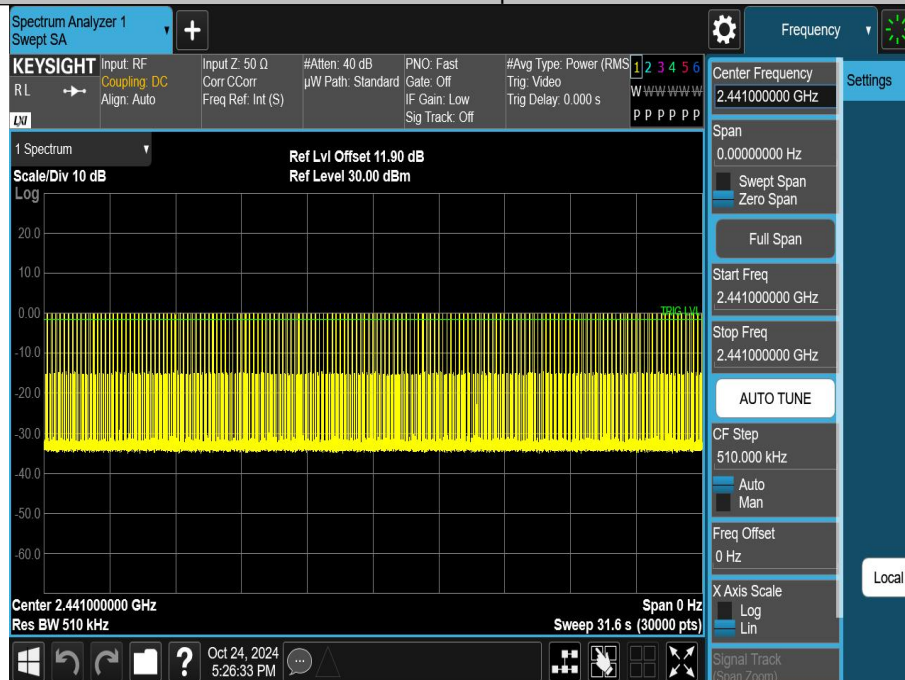 Spectrum Analyzer 1
Swept SA
+
Frequency
KEYSIGHT
RL
LXI
Input: RF
Coupling: DC
Align: Auto
Input Z: 50 Ω
Corr CCorr
Freq Ref: Int (S)
#Atten: 40 dB
µW Path: Standard
PNO: Fast
Gate: Off
IF Gain: Low
Sig Track: Off
#Avg Type: Power (RMS
Trig: Video
Trig Delay: 0.000 s
1 2 3 4 5 6
W W W W W W
P P P P P P
1 Spectrum
Scale/Div 10 dB
Log
Ref Lvl Offset 11.90 dB
Ref Level 30.00 dBm
20.0
10.0
0.00
TRIG LVL
-10.0
-20.0
-30.0
-40.0
-50.0
-60.0
Center 2.441000000 GHz
Res BW 510 kHz
Span 0 Hz
Sweep 31.6 s (30000 pts)
Center Frequency
2.441000000 GHz
Span
0.00000000 Hz
Swept Span
Zero Span
Full Span
Start Freq
2.441000000 GHz
Stop Freq
2.441000000 GHz
AUTO TUNE
CF Step
510.000 kHz
Auto
Man
Freq Offset
0 Hz
X Axis Scale
Log
Lin
Signal Track
(Span Zoom)
Settings
Local
?
Oct 24, 2024
5:26:33 PM